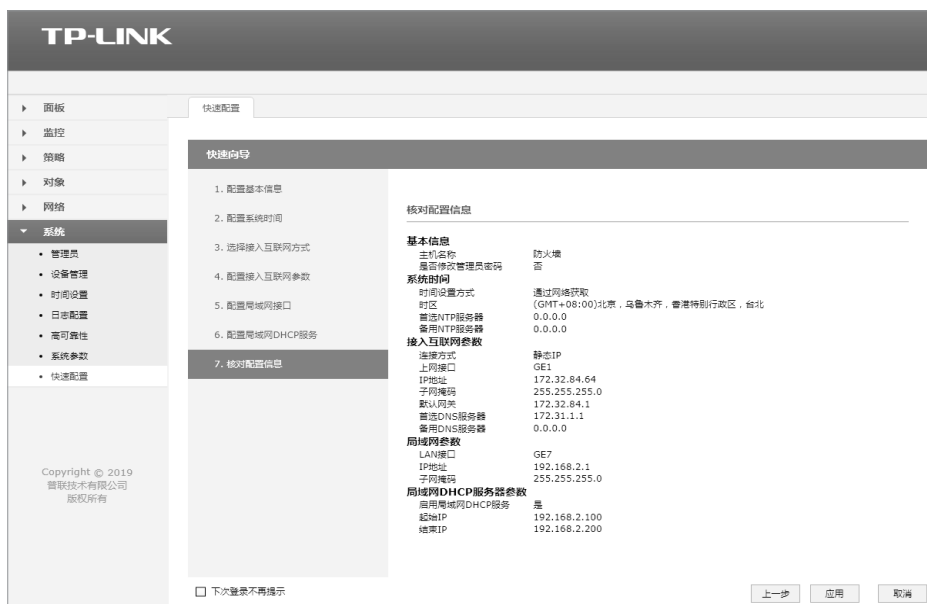 TP-LINK
面板
监控
策略
对象
网络
系统
管理员
设备管理
时间设置
日志配置
高可靠性
系统参数
快速配置
Copyright © 2019
普联技术有限公司
版权所有
快速配置
快速向导
1. 配置基本信息
2. 配置系统时间
3. 选择接入互联网方式
4. 配置接入互联网参数
5. 配置局域网接口
6. 配置局域网DHCP服务
7. 核对配置信息
核对配置信息
基本信息
主机名称 防火墙
是否修改管理员密码 否
系统时间
时间设置方式 通过网络获取
时区 (GMT+08:00)北京，乌鲁木齐，香港特别行政区，台北
首选NTP服务器 0.0.0.0
备用NTP服务器 0.0.0.0
接入互联网参数
连接方式 静态IP
上网接口 GE1
IP地址 172.32.84.64
子网掩码 255.255.255.0
默认网关 172.32.84.1
首选DNS服务器 172.31.1.1
备用DNS服务器 0.0.0.0
局域网参数
LAN接口 GE7
IP地址 192.168.2.1
子网掩码 255.255.255.0
局域网DHCP服务器参数
启用局域网DHCP服务 是
起始IP 192.168.2.100
结束IP 192.168.2.200
下次登录不再提示
上一步 应用 取消